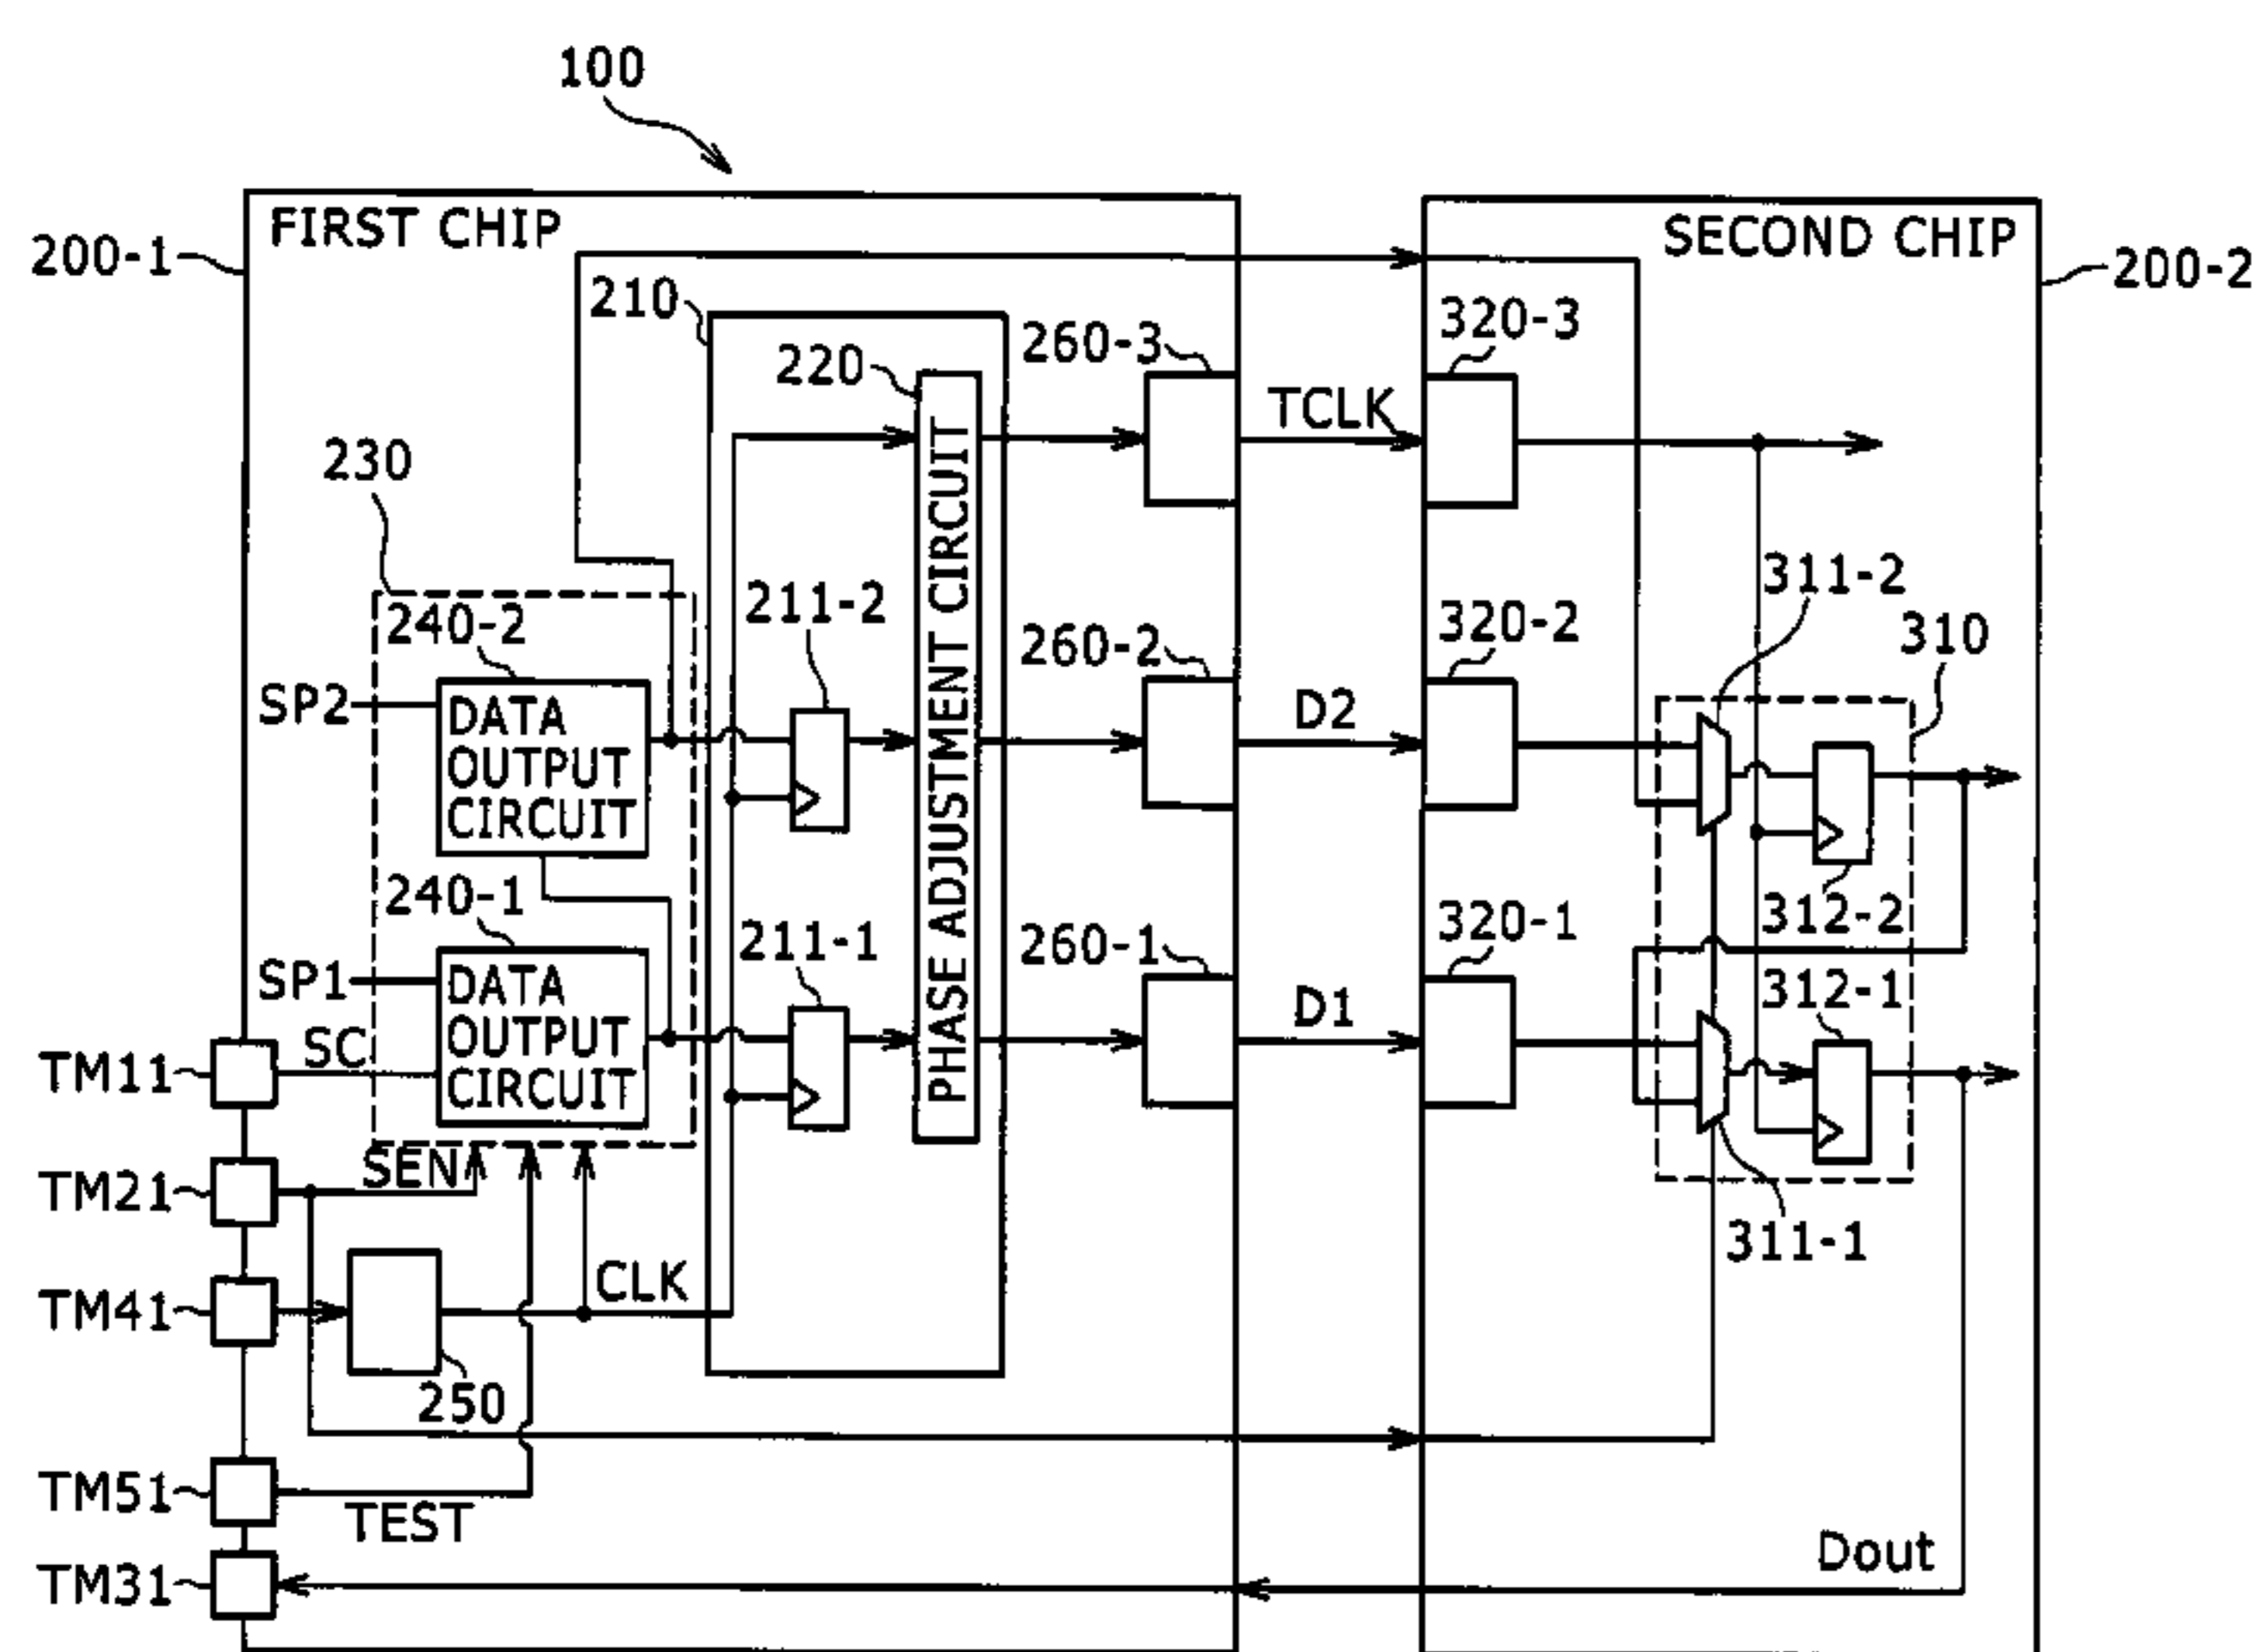 100
FIRST CHIP
SECOND CHIP
200-1
200-2
210
220
260-3
TCLK
320-3
230
240-2
211-2
260-2
320-2
311-2
310
SP2
DATA
OUTPUT
CIRCUIT
D2
PHASE ADJUSTMENT CIRCUIT
240-1
211-1
260-1
320-1
312-2
SP1
DATA
OUTPUT
CIRCUIT
D1
312-1
TM11
SC
TM21
SEN
311-1
TM41
CLK
250
TM51
TEST
Dout
TM31